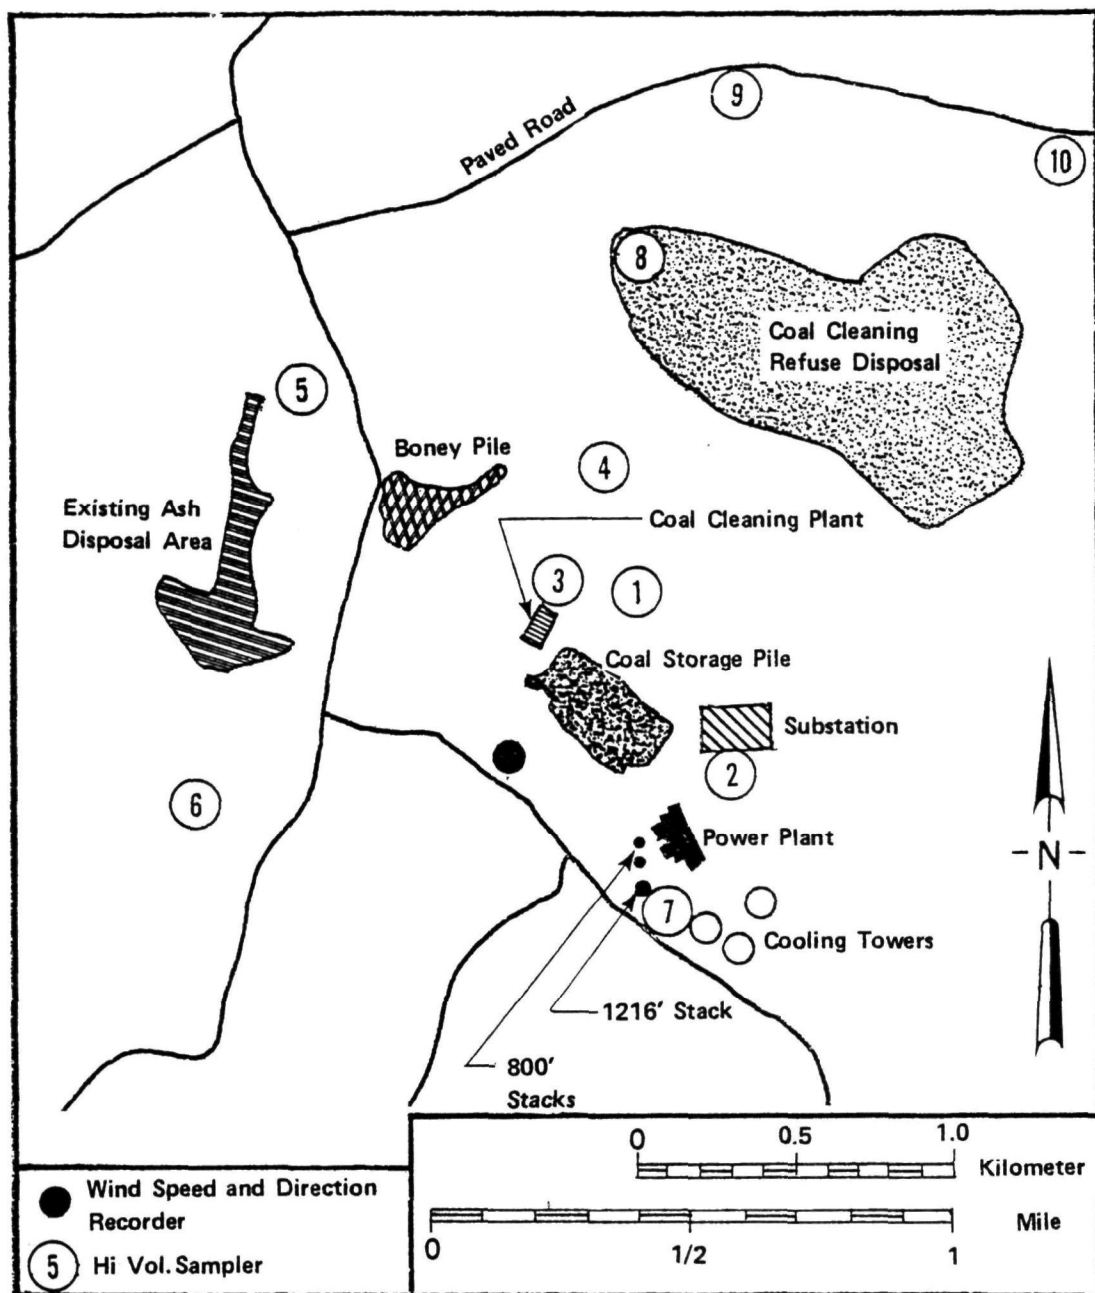 9
Paved Road
10
8
Coal Cleaning
Refuse Disposal
5
Boney Pile
4
Existing Ash
Disposal Area
Coal Cleaning Plant
3
1
Coal Storage Pile
Substation
2
6
Power Plant
N
7
Cooling Towers
1216' Stack
800'
Stacks
0 0.5 1.0
Kilometer
Wind Speed and Direction
Recorder
Mile
0 1/2 1
5 Hi Vol. Sampler